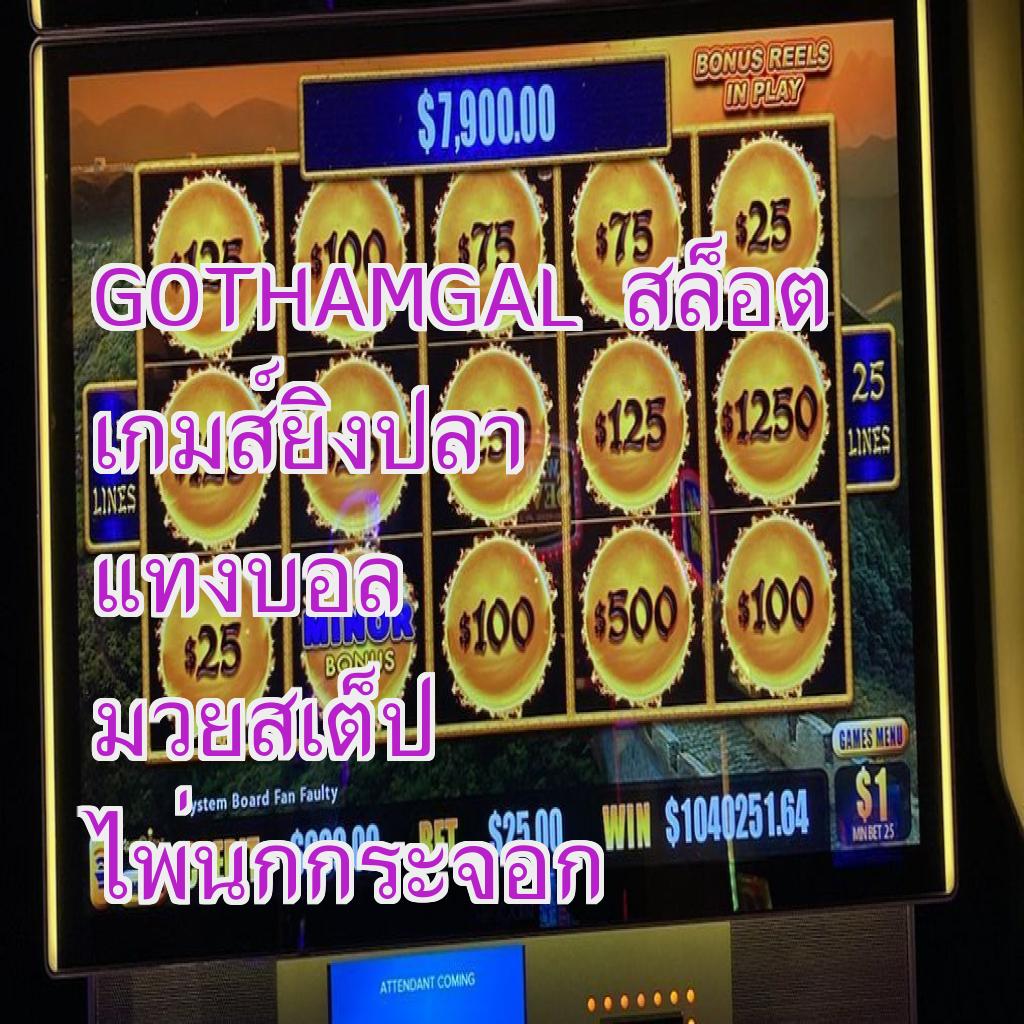 BONUS REELS
IN PLAY
$7,900.00
$125 $100 $75 $75 $25
GOTHAMGAL สล็อต
เกมส์ยิงปลา
$125 $1250
25
LINES
LINES
แทงบอล
MINOR
BONUS
$25 $100 $500 $100
มวยสเต็ป
GAMES MENU
$1
MIN BET 25
ystem Board Fan Faulty
BET $25.00 WIN $1040251.64
ไพ่นกกระจอก
ATTENDANT COMING